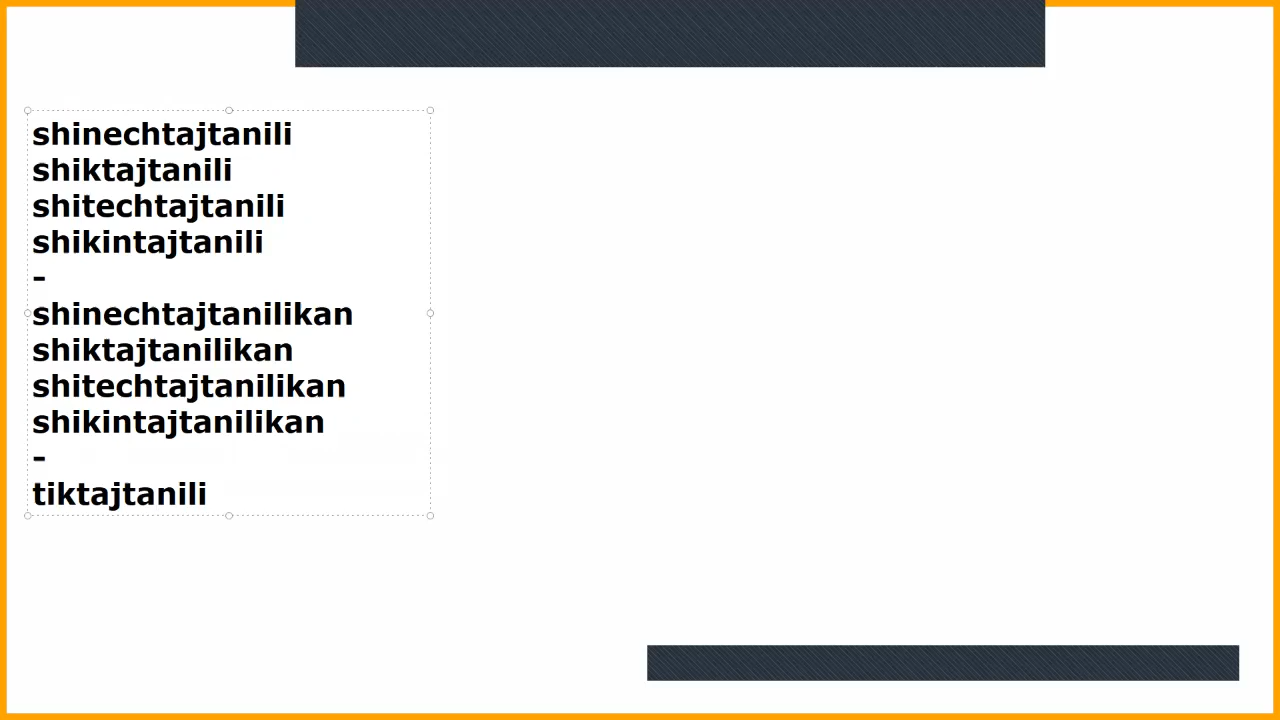 shinechtajtanili
shiktajtanili
shitechtajtanili
shikintajtanili
-
shinechtajtanilikan
shiktajtanilikan
shitechtajtanilikan
shikintajtanilikan
-
tiktajtanili